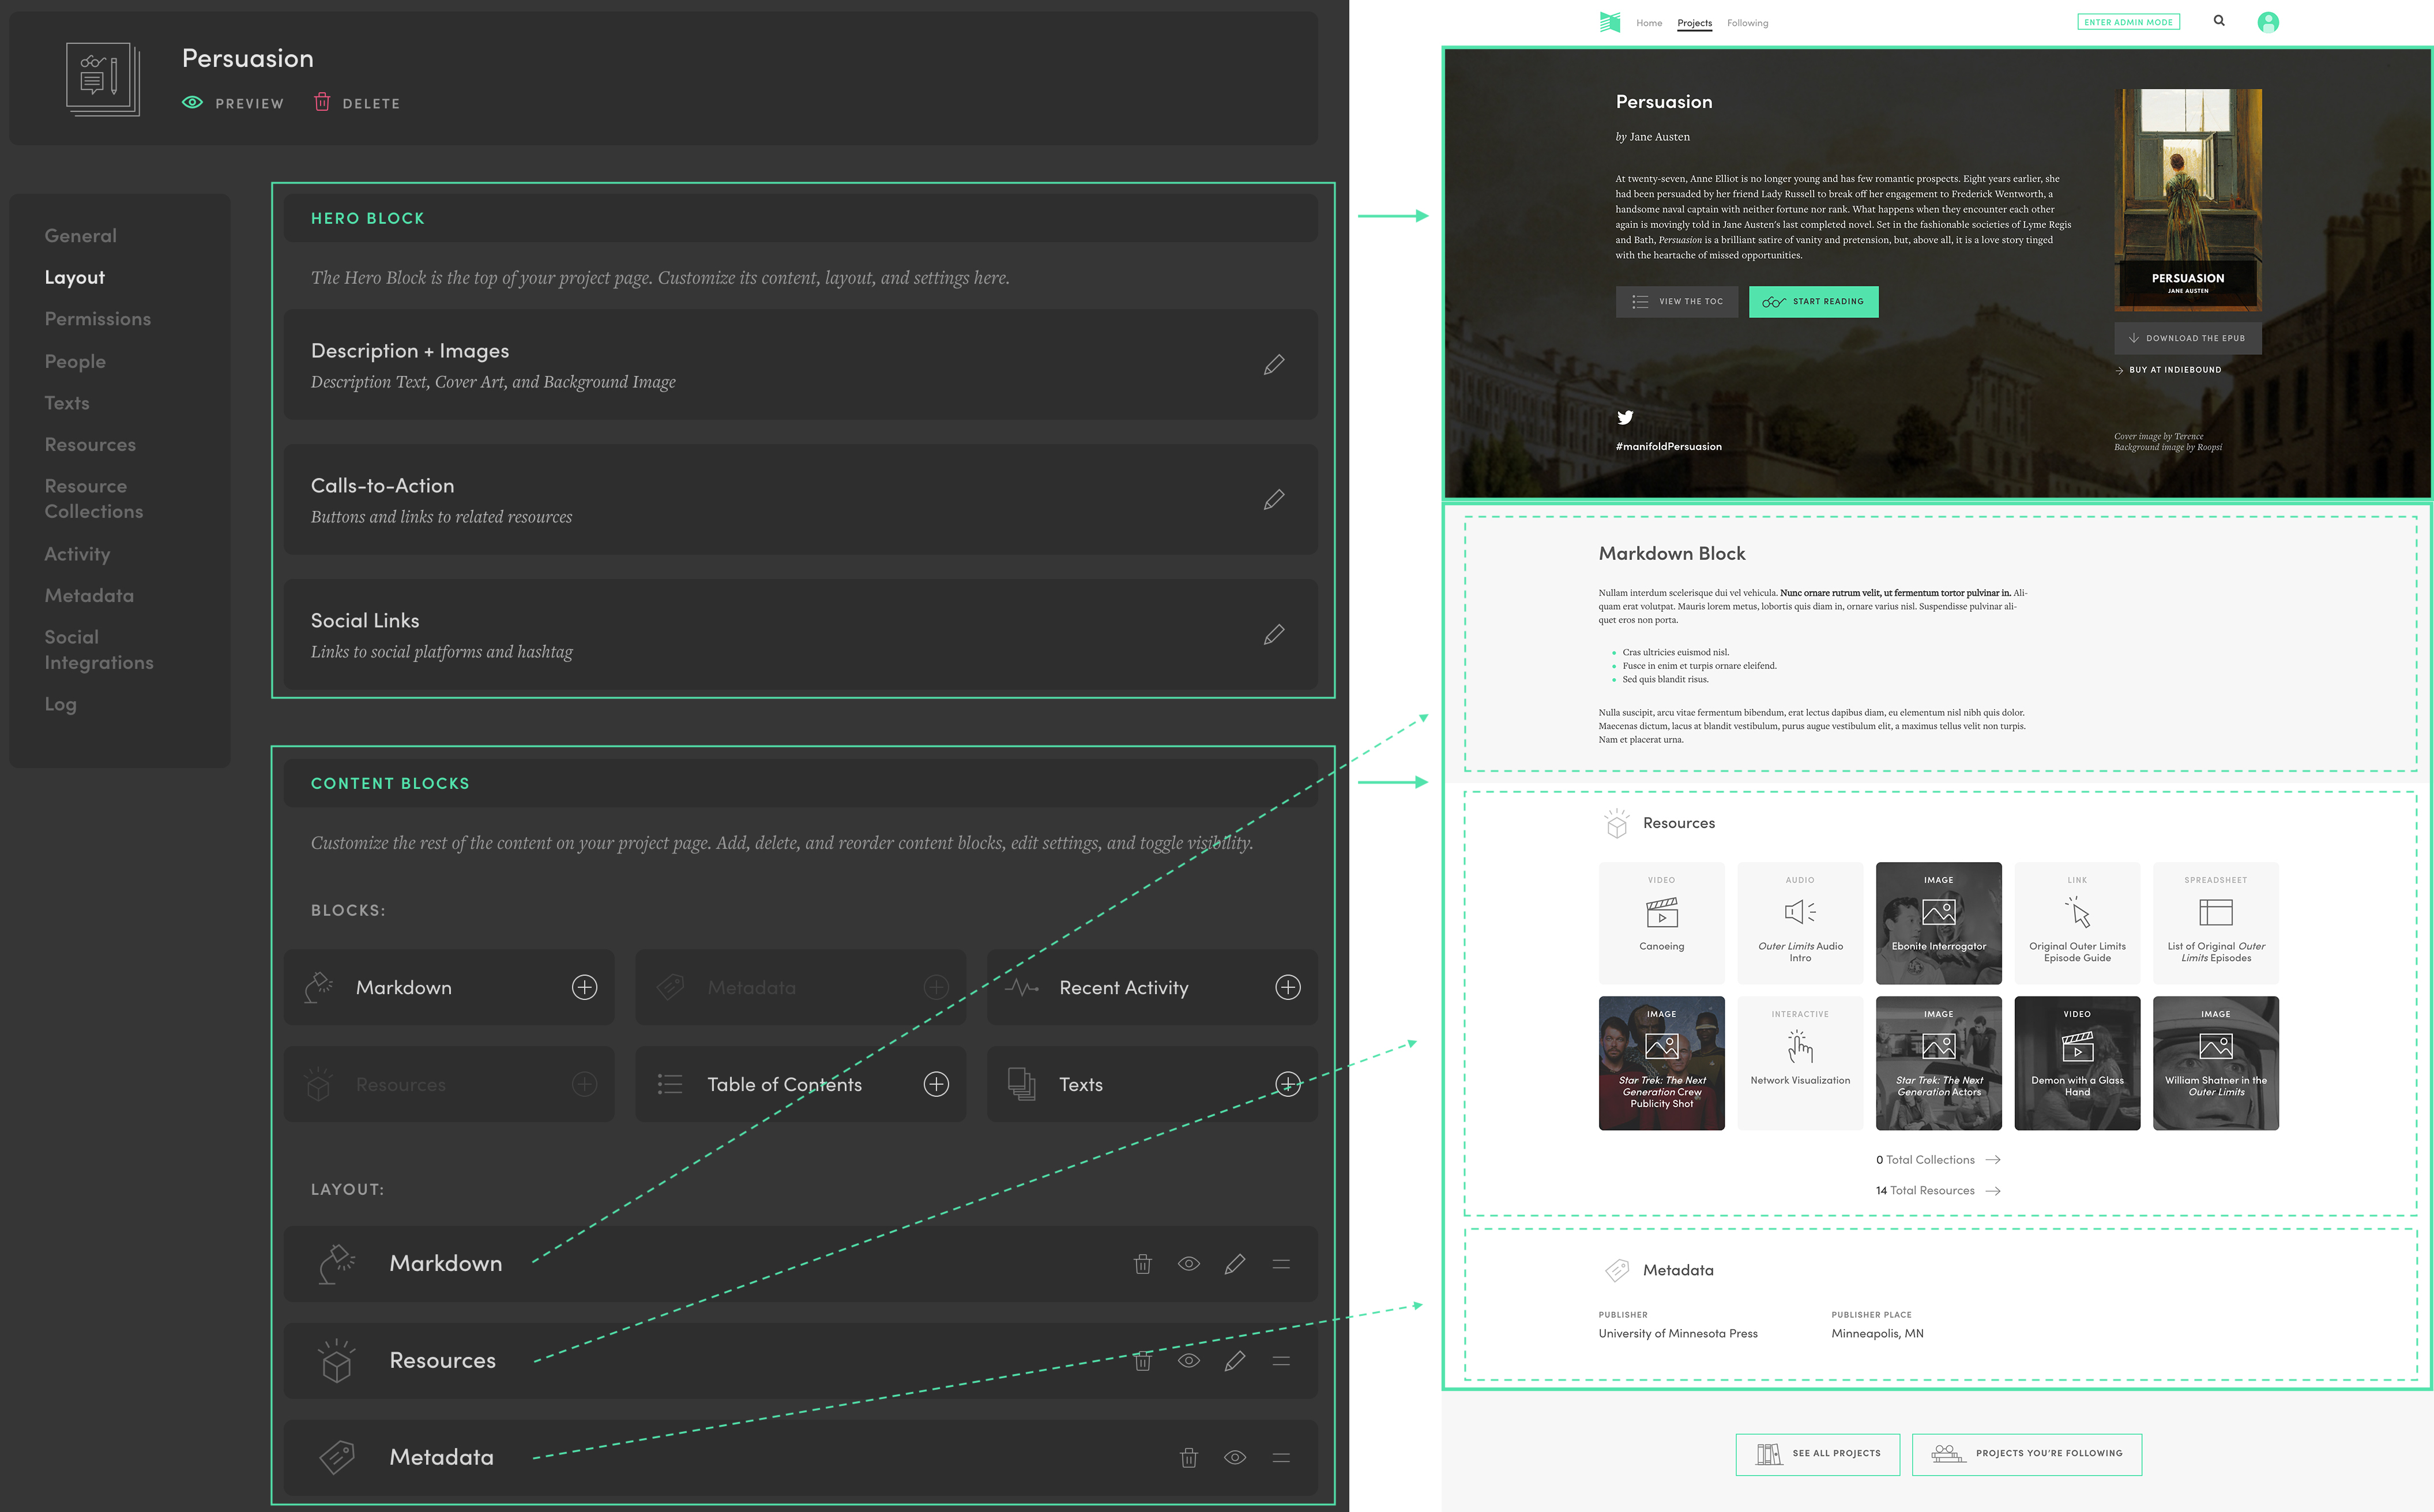 Persuasion
PREVIEW
DELETE
General
Layout
Permissions
People
Texts
Resources
Resource
Collections
Activity
Metadata
Social
Integrations
Log
HERO BLOCK
The Hero Block is the top of your project page. Customize its content, layout, and settings here.
Description + Images
Description Text, Cover Art, and Background Image
Calls-to-Action
Buttons and links to related resources
Social Links
Links to social platforms and hashtag
CONTENT BLOCKS
Customize the rest of the content on your project page. Add, delete, and reorder content blocks, edit settings, and toggle visibility.
BLOCKS:
Markdown
Metadata
Recent Activity
Resources
Table of Contents
Texts
LAYOUT:
Markdown
Resources
Metadata
Home
Projects
Following
ENTER ADMIN MODE
Persuasion
by Jane Austen
At twenty-seven, Anne Elliot is no longer young and has few romantic prospects. Eight years earlier, she
had been persuaded by her friend Lady Russell to break off her engagement to Frederick Wentworth, a
handsome naval captain with neither fortune nor rank. What happens when they encounter each other
again is movingly told in Jane Austen's last completed novel. Set in the fashionable societies of Lyme Regis
and Bath, Persuasion is a brilliant satire of vanity and pretension, but, above all, it is a love story tinged
with the heartache of missed opportunities.
VIEW THE TOC
START READING
#manifoldPersuasion
PERSUASION
JANE AUSTEN
DOWNLOAD THE EPUB
BUY AT INDIEBOUND
Cover image by Terence
Background image by Roopsi
Markdown Block
Nullam interdum scelerisque dui vel vehicula. Nunc ornare rutrum velit, ut fermentum tortor pulvinar in. Ali-
quam erat volutpat. Mauris lorem metus, lobortis quis diam in, ornare varius nisl. Suspendisse pulvinar ali-
quet eros non porta.
Cras ultricies euismod nisl.
Fusce in enim et turpis ornare eleifend.
Sed quis blandit risus.
Nulla suscipit, arcu vitae fermentum bibendum, erat lectus dapibus diam, eu elementum nisl nibh quis dolor.
Maecenas dictum, lacus at blandit vestibulum, purus augue vestibulum elit, a maximus tellus velit non turpis.
Nam et placerat urna.
Resources
VIDEO
Canoeing
AUDIO
Outer Limits Audio
Intro
IMAGE
Ebonite Interrogator
LINK
Original Outer Limits
Episode Guide
SPREADSHEET
List of Original Outer
Limits Episodes
IMAGE
Star Trek: The Next
Generation Crew
Publicity Shot
INTERACTIVE
Network Visualization
IMAGE
Star Trek: The Next
Generation Actors
VIDEO
Demon with a Glass
Hand
IMAGE
William Shatner in the
Outer Limits
0 Total Collections
14 Total Resources
Metadata
PUBLISHER
University of Minnesota Press
PUBLISHER PLACE
Minneapolis, MN
SEE ALL PROJECTS
PROJECTS YOU'RE FOLLOWING